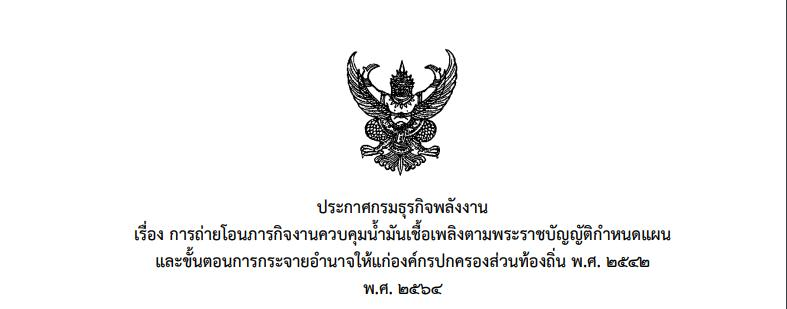 ประกาศกรมธุรกิจพลังงาน
เรื่อง การถ่ายโอนภารกิจงานควบคุมน้ำมันเชื้อเพลิงตามพระราชบัญญัติกำหนดแผน
และขั้นตอนการกระจายอำนาจให้แก่องค์กรปกครองส่วนท้องถิ่น พ.ศ. ๒๕๔๒
พ.ศ. ๒๕๖๔